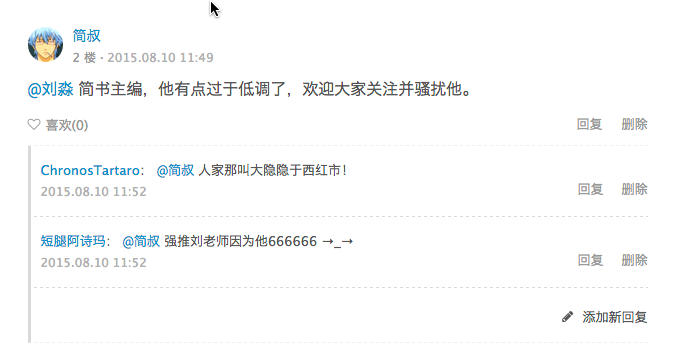 简叔
2 楼 · 2015.08.10 11:49
@刘淼 简书主编，他有点过于低调了，欢迎大家关注并骚扰他。
喜欢(0) 回复 删除
ChronosTartaro： @简叔 人家那叫大隐隐于西红市！
2015.08.10 11:52 回复 删除
短腿阿诗玛： @简叔 强推刘老师因为他666666 →_→
2015.08.10 11:52 回复 删除
添加新回复